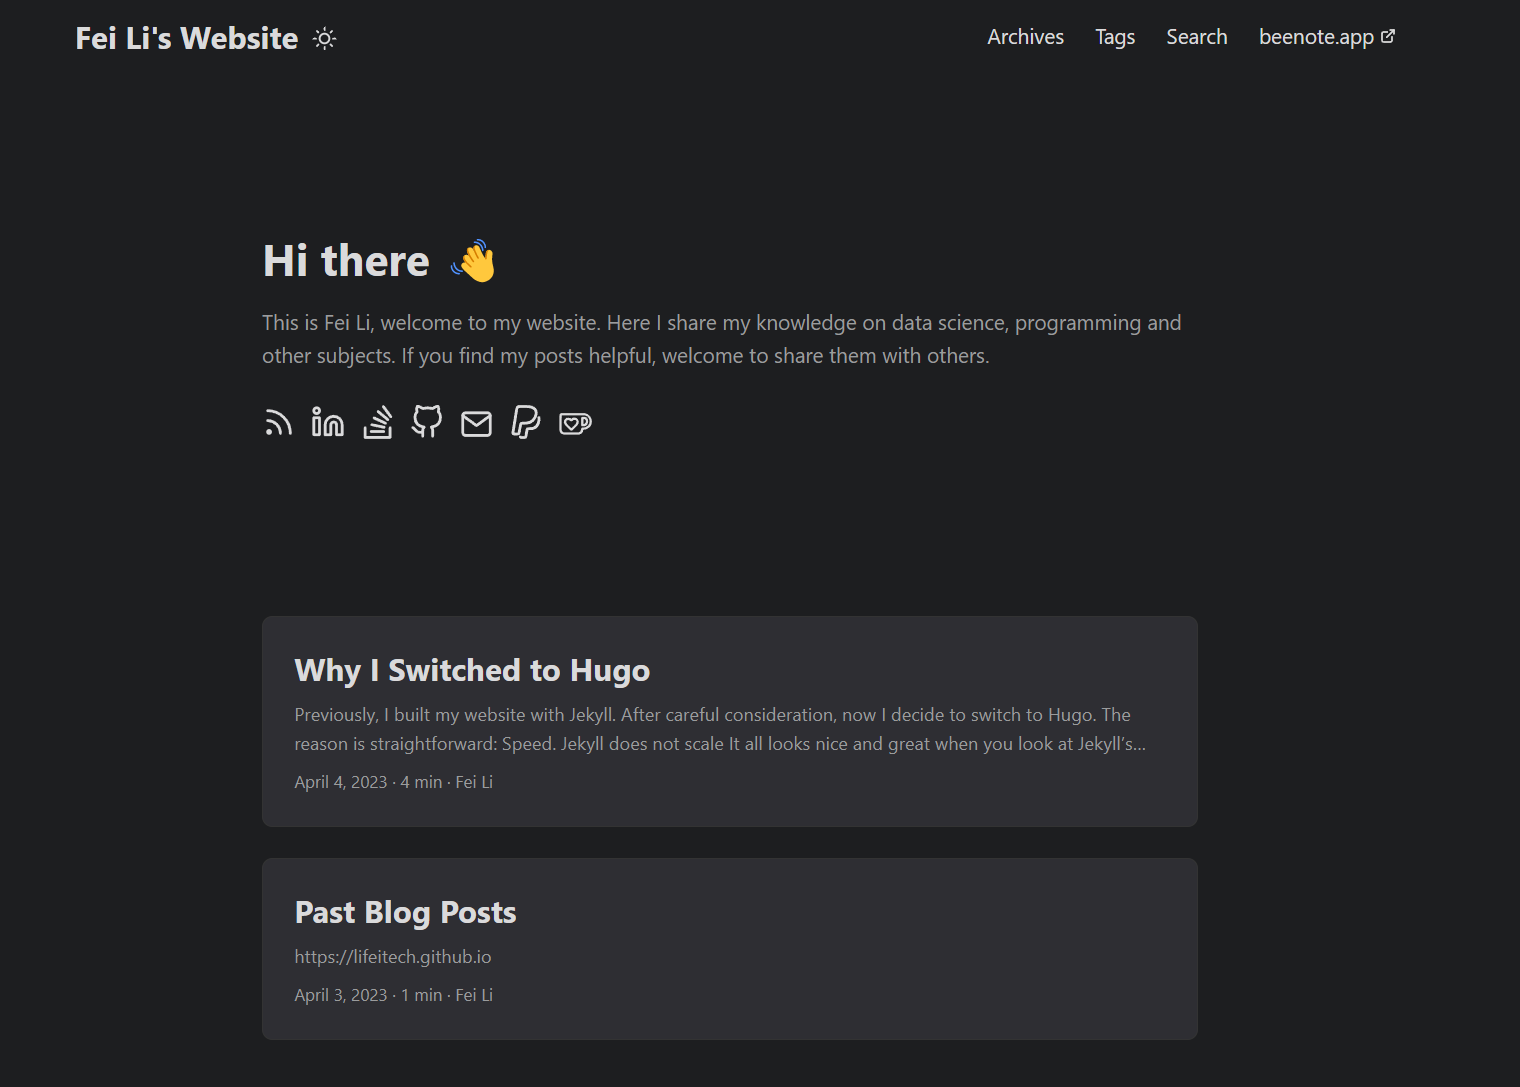 Fei Li's Website
Archives Tags Search beenote.app
Hi there 👋
This is Fei Li, welcome to my website. Here I share my knowledge on data science, programming and
other subjects. If you find my posts helpful, welcome to share them with others.
in
Why I Switched to Hugo
Previously, I built my website with Jekyll. After careful consideration, now I decide to switch to Hugo. The
reason is straightforward: Speed. Jekyll does not scale It all looks nice and great when you look at Jekyll’s...
April 4, 2023 · 4 min · Fei Li
Past Blog Posts
https://lifeitech.github.io
April 3, 2023 · 1 min · Fei Li